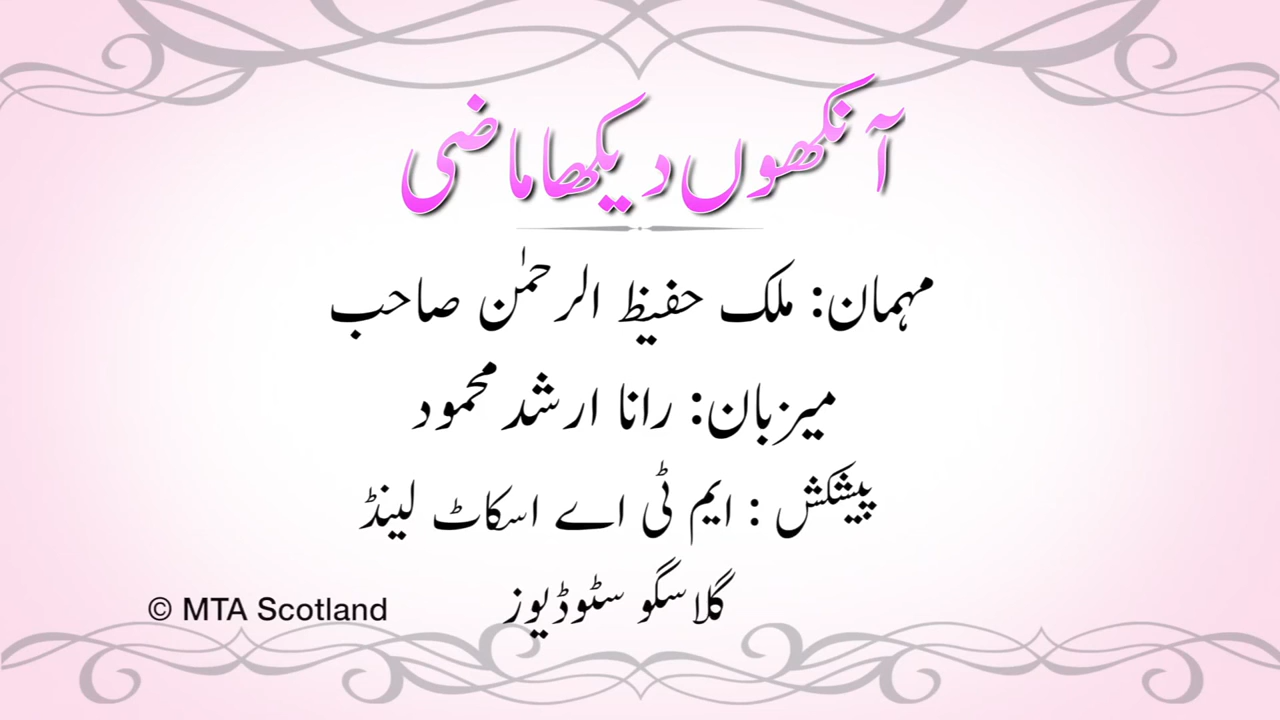 آنکھوں دیکھا ماضی
مہمان: ملک حفیظ الرحمٰن صاحب
میزبان: رانا ارشد محمود
پیشکش : ایم ٹی اے اسکاٹ لینڈ
گلاسگو سٹوڈیوز
© MTA Scotland